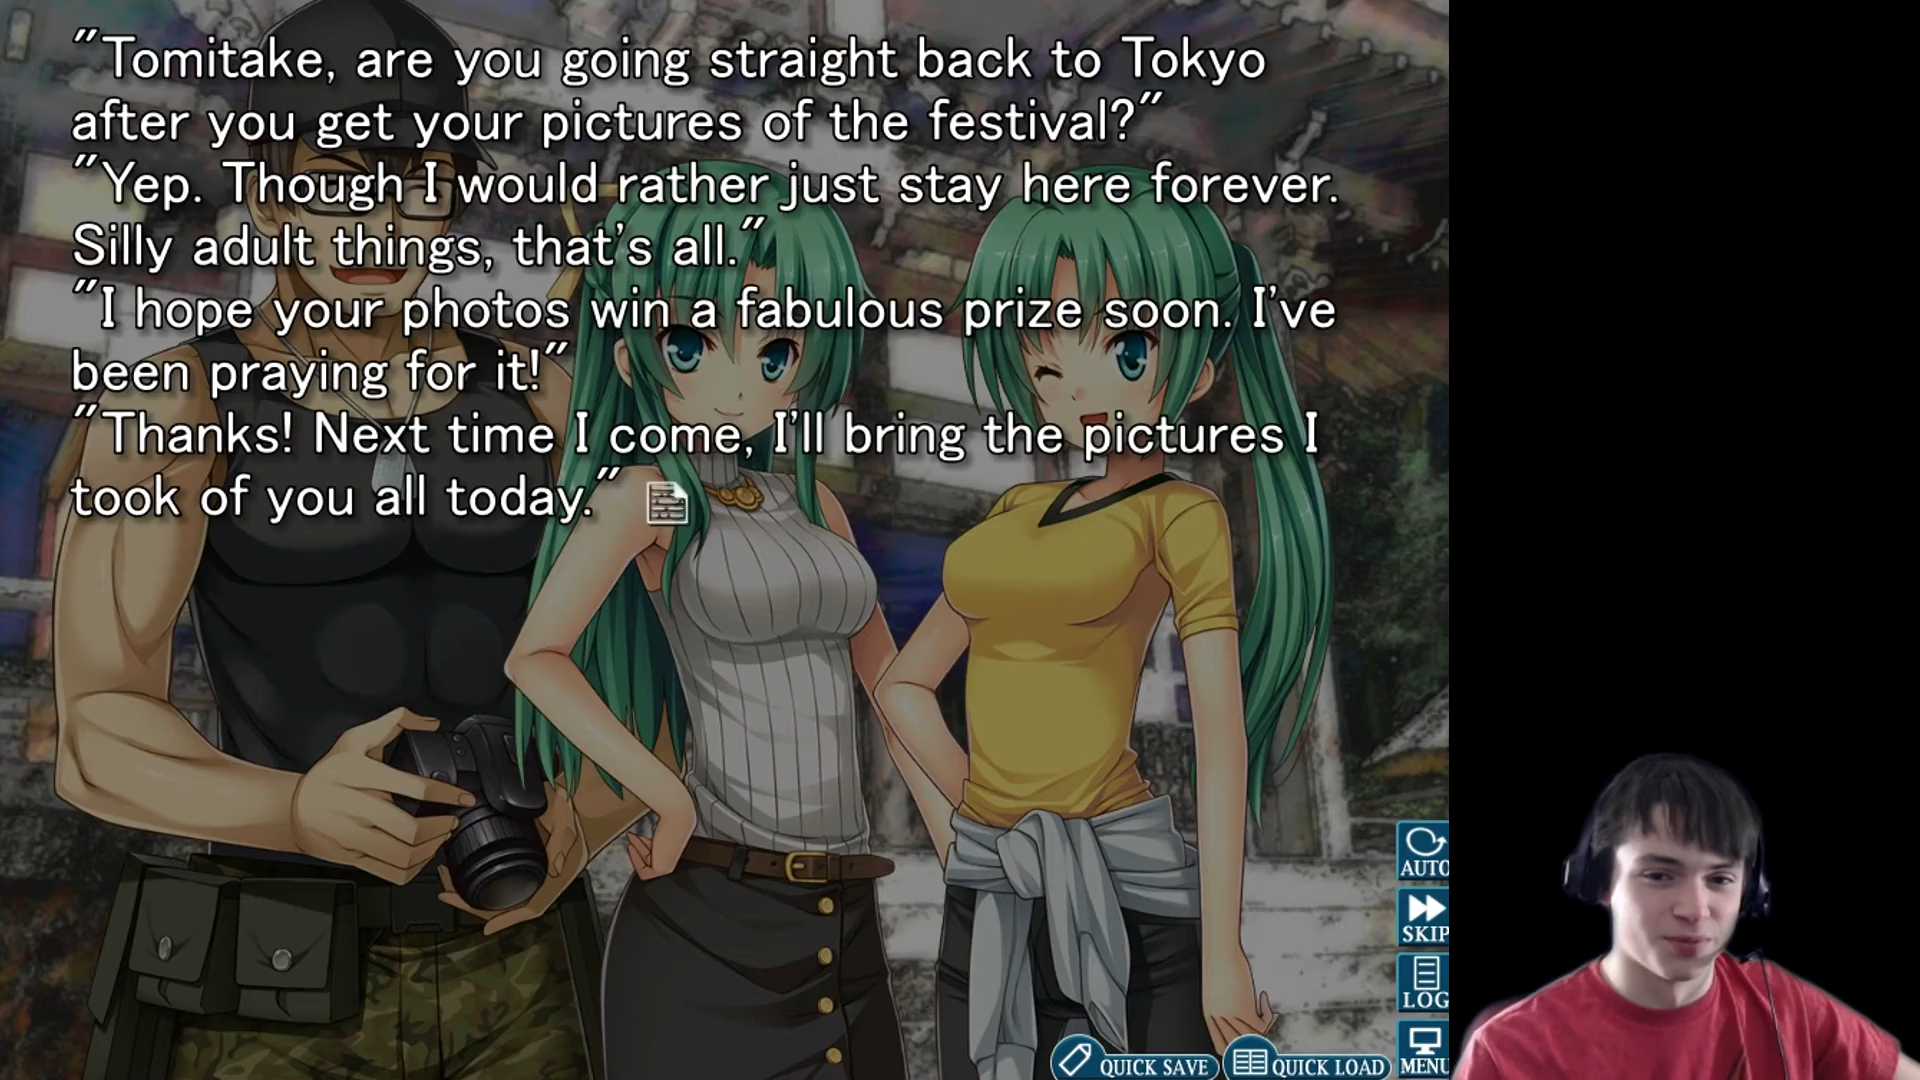 "Tomitake, are you going straight back to Tokyo
after you get your pictures of the festival?"
"Yep. Though I would rather just stay here forever.
Silly adult things, that's all."
"I hope your photos win a fabulous prize soon. I've
been praying for it!"
"Thanks! Next time I come, I'll bring the pictures I
took of you all today."
AUTO
SKIP
LOG
MENU
QUICK SAVE
QUICK LOAD